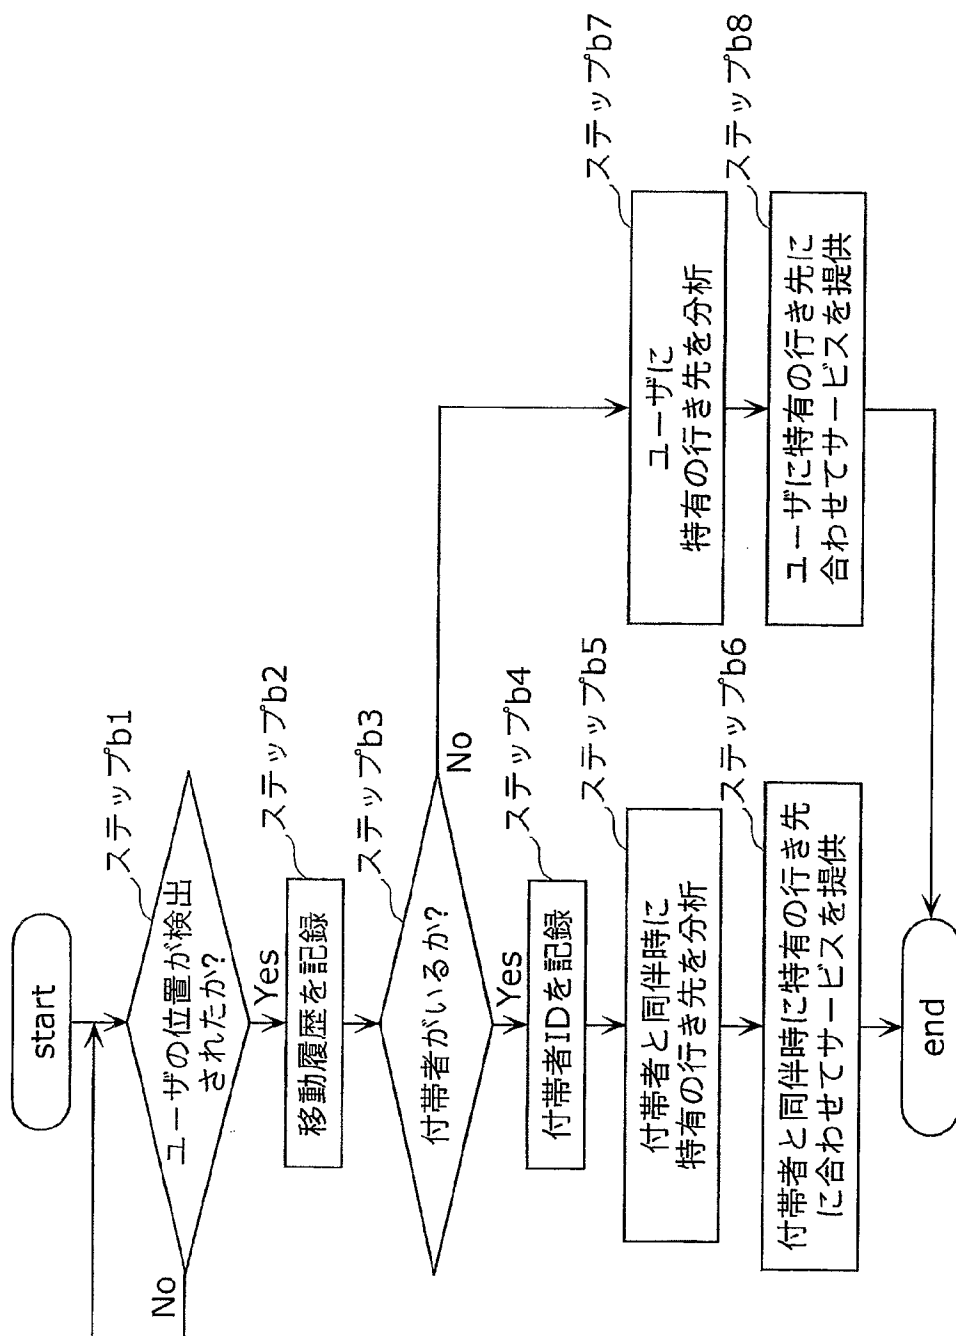 start
ステップb1
ユーザの位置が検出
されたか?
No
Yes
ステップb2
移動履歴を記録
ステップb3
付帯者がいるか?
No
Yes
ステップb4
付帯者IDを記録
ステップb5
付帯者と同伴時に
特有の行き先を分析
ステップb6
付帯者と同伴時に特有の行き先
に合わせてサービスを提供
ステップb7
ユーザに
特有の行き先を分析
ステップb8
ユーザに特有の行き先に
合わせてサービスを提供
end